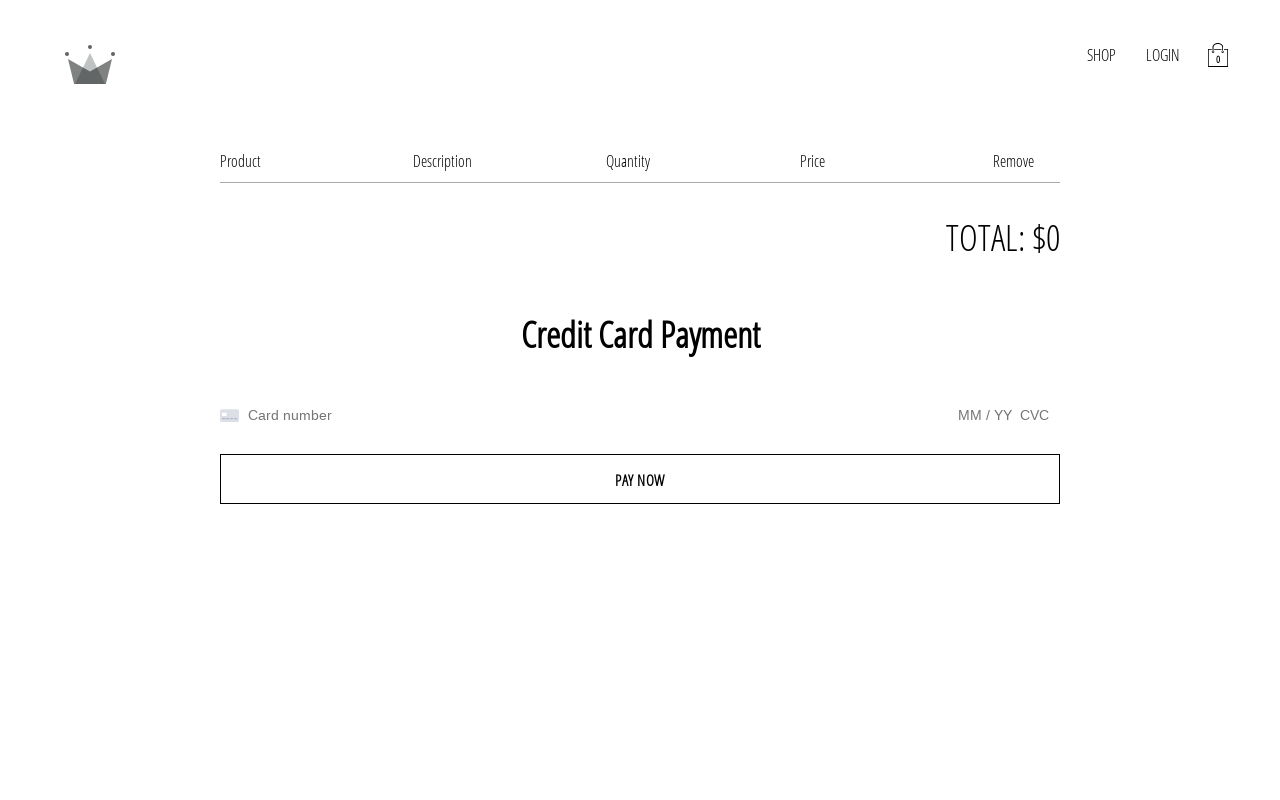 SHOP LOGIN 0
Product Description Quantity Price Remove
TOTAL: $0
Credit Card Payment
Card number MM / YY CVC
PAY NOW